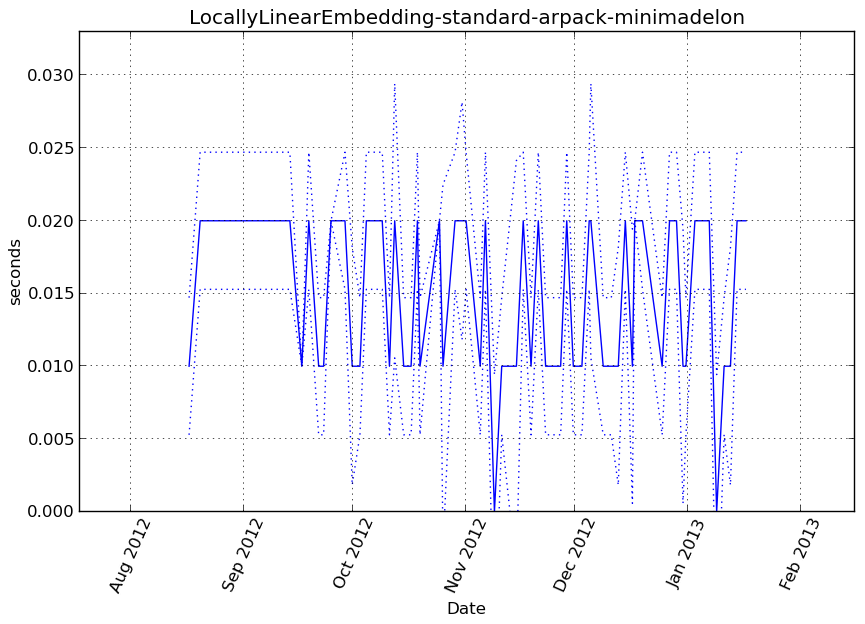 LocallyLinearEmbedding-standard-arpack-minimadelon
0.030
0.025
0.020
0.015
0.010
0.005
0.000
seconds
Aug 2012
Sep 2012
Oct 2012
Nov 2012
Dec 2012
Jan 2013
Feb 2013
Date